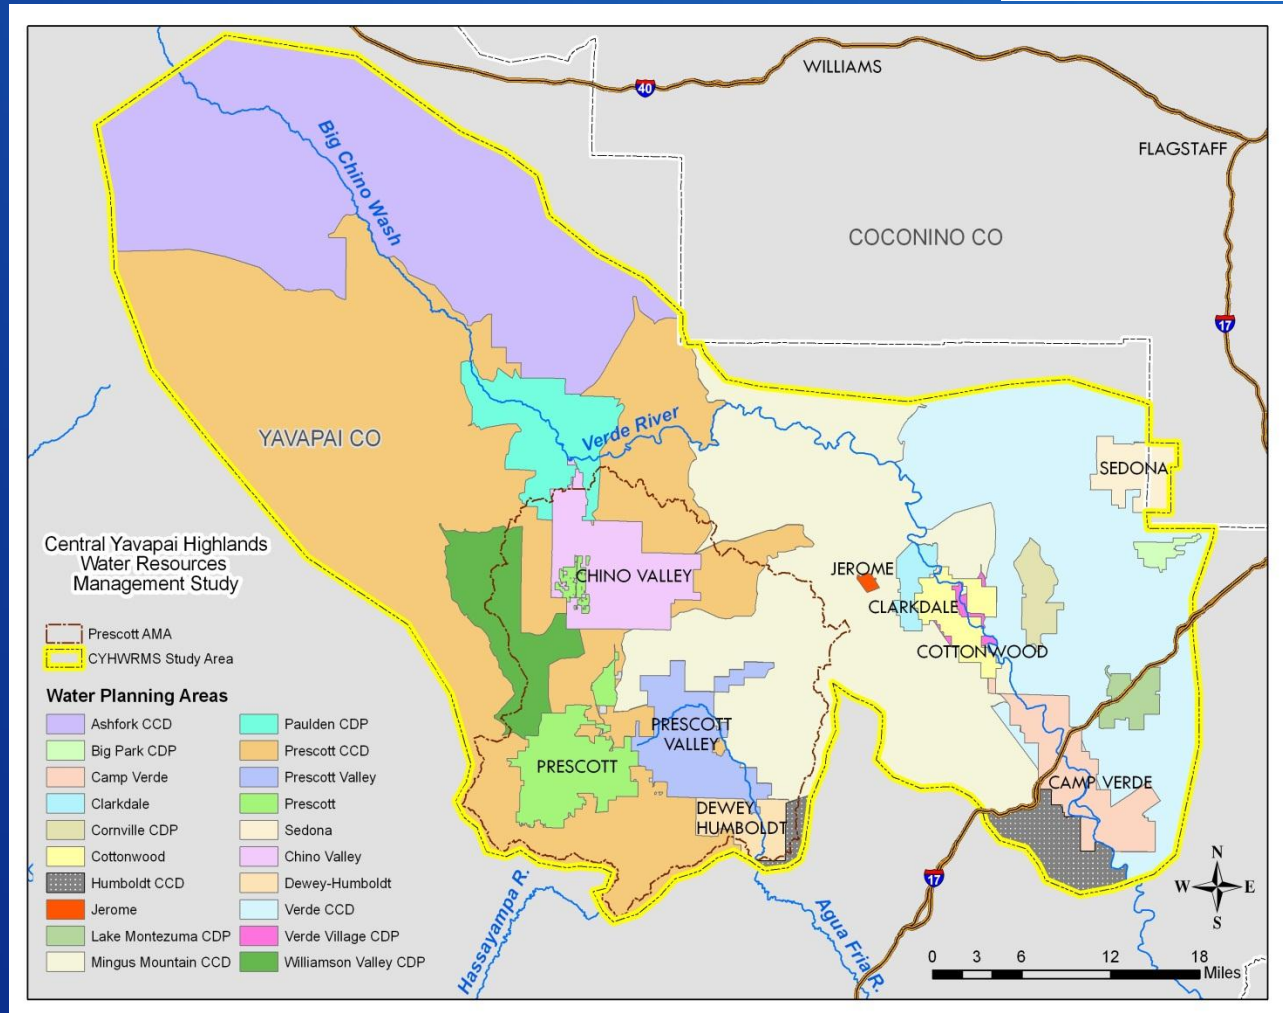 WILLIAMS
40
FLAGSTAFF
Big Chino Wash
COCONINO CO
17
Verde River
YAVAPAI CO
SEDONA
Central Yavapai Highlands
Water Resources
Management Study
CHINO VALLEY
JEROME
CLARKDALE
COTTONWOOD
Prescott AMA
CYHWRMS Study Area
Water Planning Areas
Ashfork CCD
Big Park CDP
Camp Verde
Clarkdale
Cornville CDP
Cottonwood
Humboldt CCD
Jerome
Lake Montezuma CDP
Mingus Mountain CCD
Paulden CDP
Prescott CCD
Prescott Valley
Prescott
Sedona
Chino Valley
Dewey-Humboldt
Verde CCD
Verde Village CDP
Williamson Valley CDP
PRESCOTT
VALLEY
PRESCOTT
DEWEY
HUMBOLDT
CAMP VERDE
17
Hassayampa R.
Agua Fria R.
N
W E
S
0 3 6 12 18
Miles